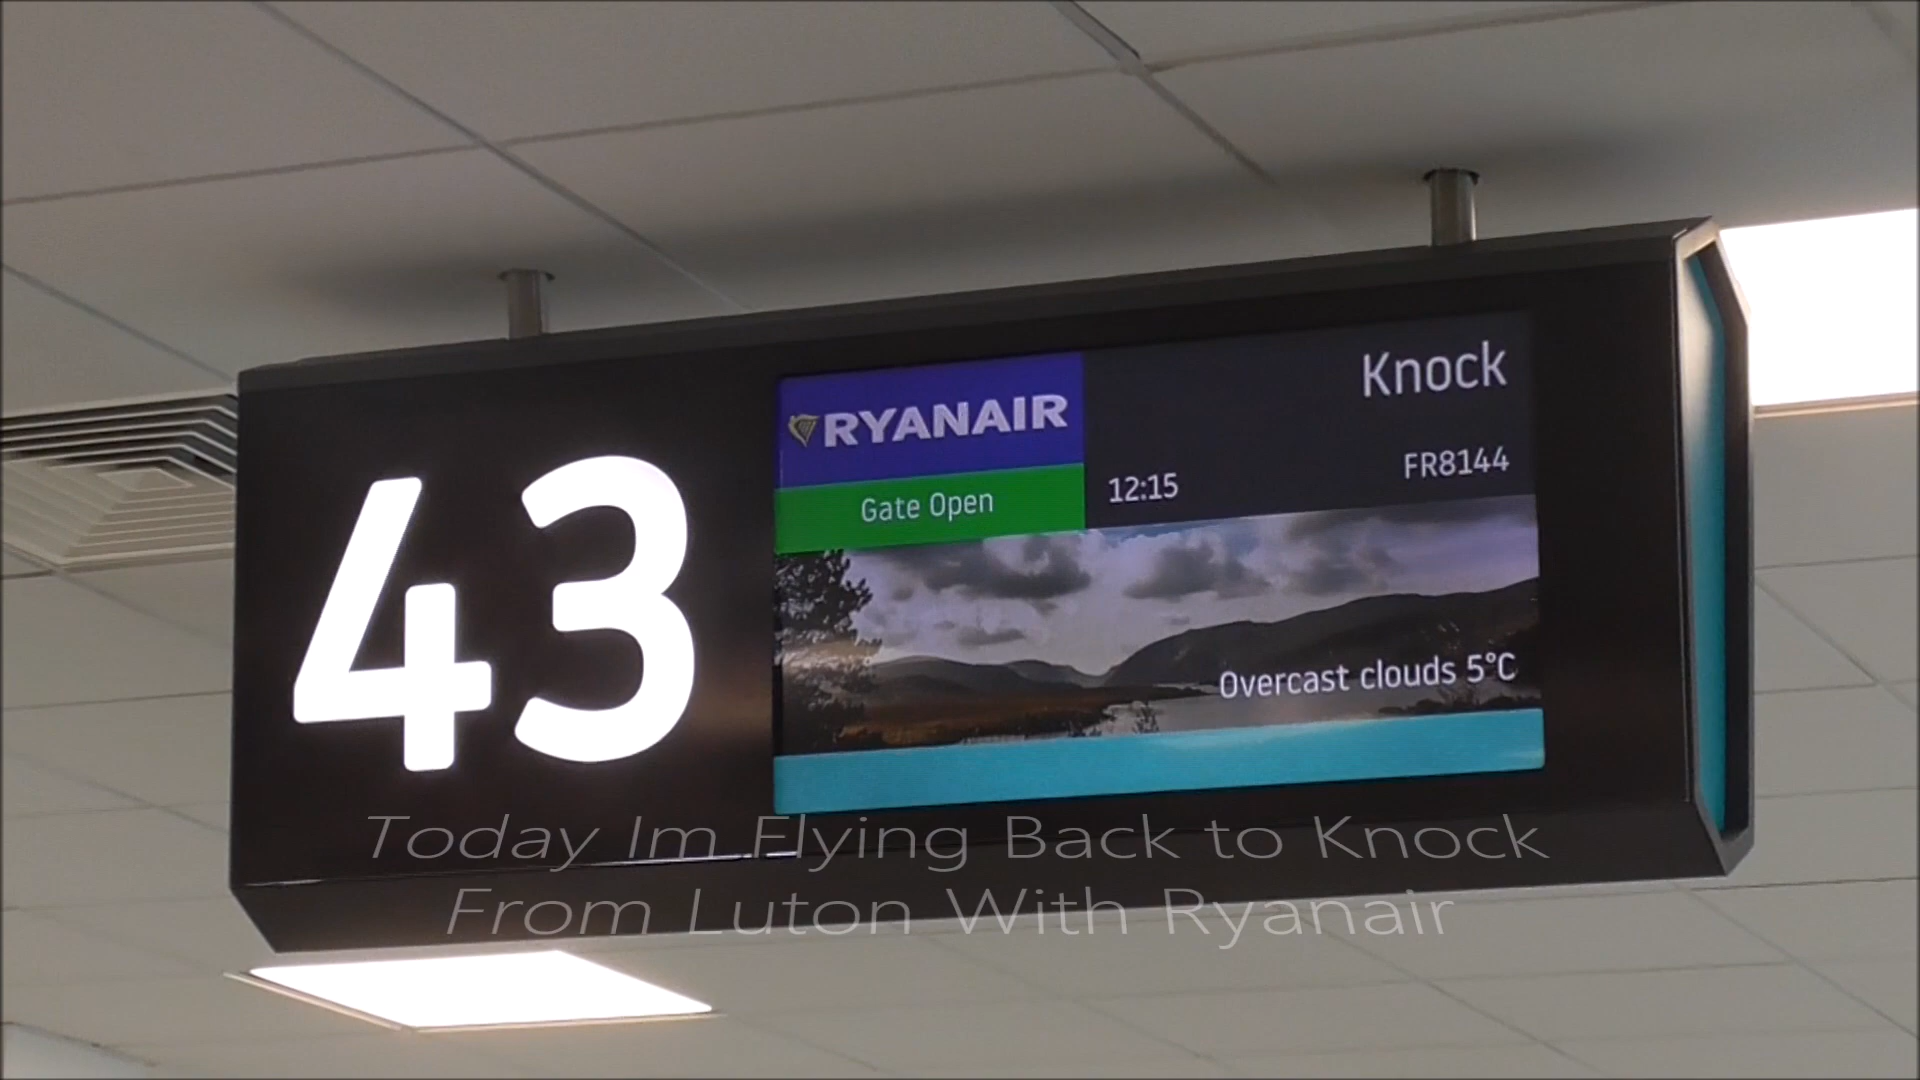 43
RYANAIR
Gate Open
12:15
Knock
FR8144
Overcast clouds 5°C
Today Im Flying Back to Knock
From Luton With Ryanair